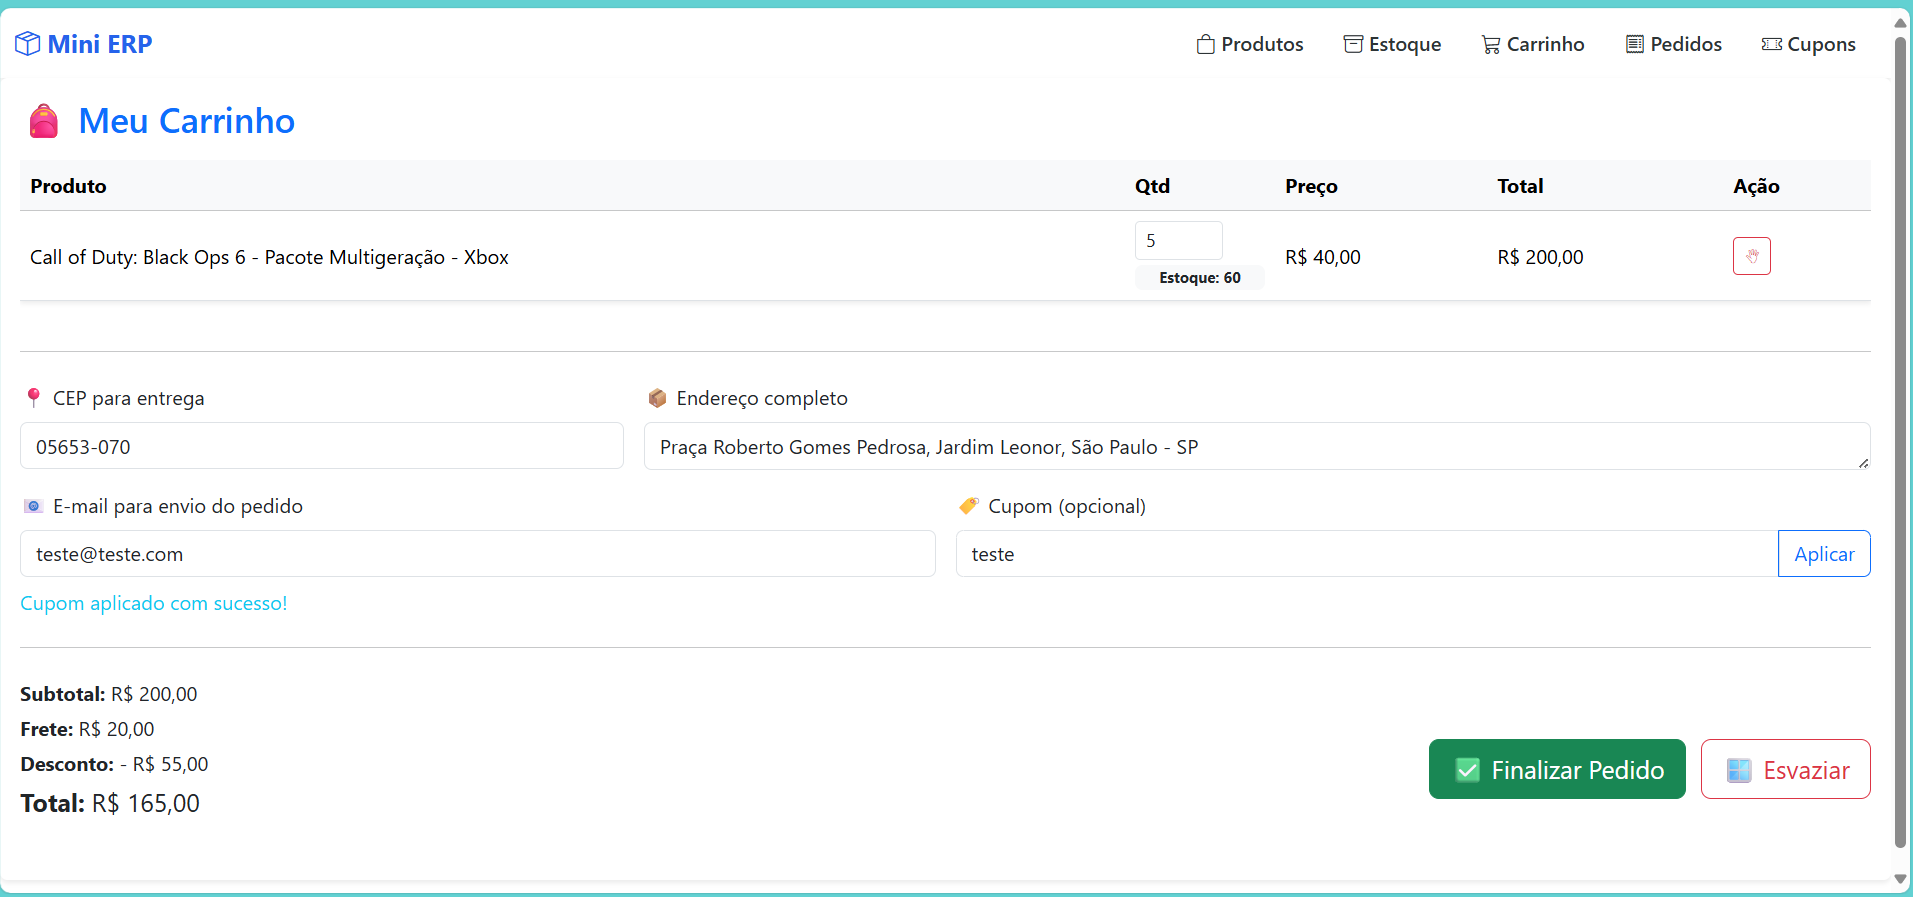 Mini ERP
Produtos Estoque Carrinho Pedidos Cupons
Meu Carrinho
Produto Qtd Preço Total Ação
Call of Duty: Black Ops 6 - Pacote Multigeração - Xbox 5 R$ 40,00 R$ 200,00
Estoque: 60
CEP para entrega Endereço completo
05653-070 Praça Roberto Gomes Pedrosa, Jardim Leonor, São Paulo - SP
E-mail para envio do pedido Cupom (opcional)
teste@teste.com teste Aplicar
Cupom aplicado com sucesso!
Subtotal: R$ 200,00
Frete: R$ 20,00
Desconto: - R$ 55,00
Total: R$ 165,00
Finalizar Pedido Esvaziar